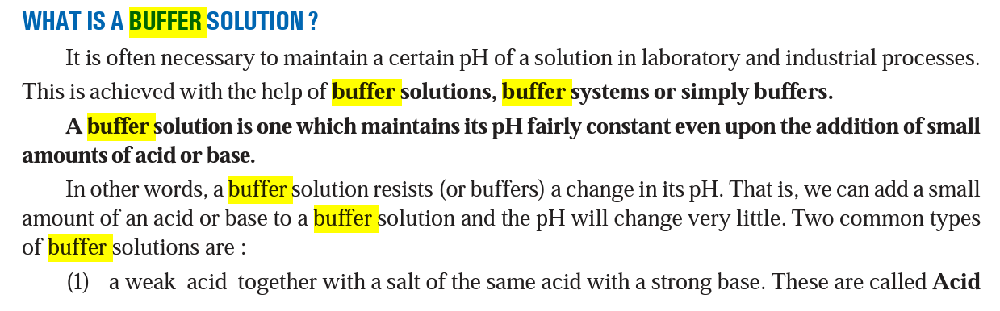 WHAT IS A BUFFER SOLUTION ?
It is often necessary to maintain a certain pH of a solution in laboratory and industrial processes.
This is achieved with the help of buffer solutions, buffer systems or simply buffers.
A buffer solution is one which maintains its pH fairly constant even upon the addition of small
amounts of acid or base.
In other words, a buffer solution resists (or buffers) a change in its pH. That is, we can add a small
amount of an acid or base to a buffer solution and the pH will change very little. Two common types
of buffer solutions are :
(1) a weak acid together with a salt of the same acid with a strong base. These are called Acid